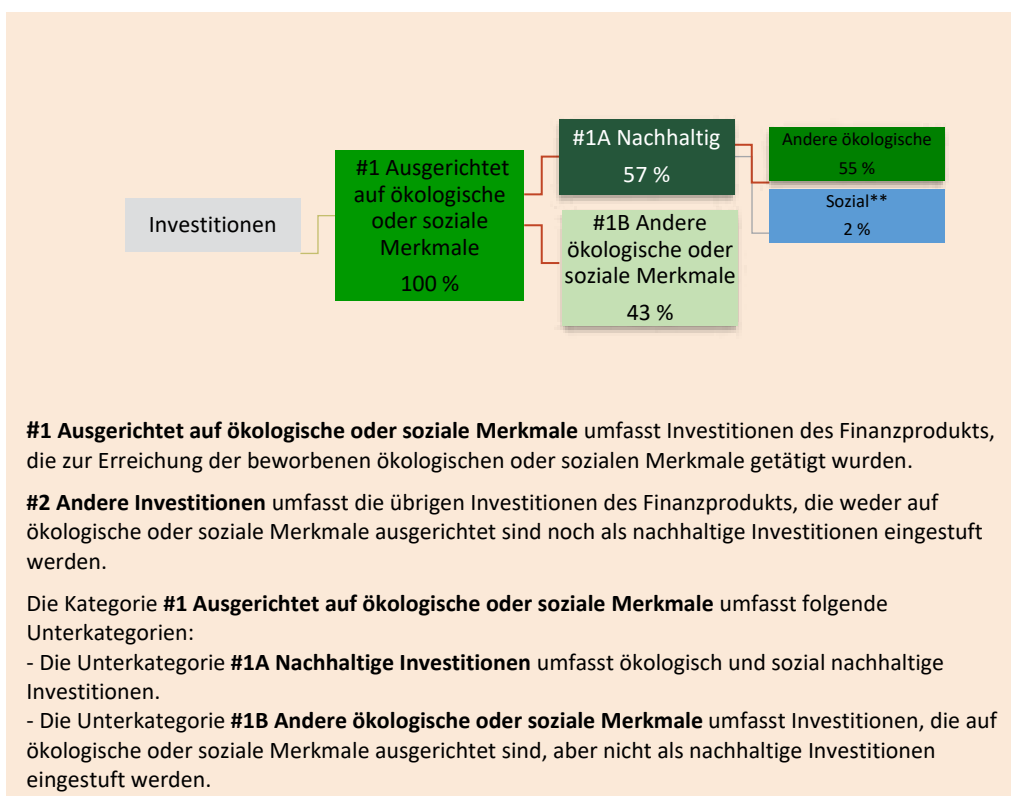 Investitionen
#1 Ausgerichtet
auf ökologische
oder soziale
Merkmale
100 %
#1A Nachhaltig
57 %
#1B Andere
ökologische oder
soziale Merkmale
43 %
Andere ökologische
55 %
Sozial**
2 %
#1 Ausgerichtet auf ökologische oder soziale Merkmale umfasst Investitionen des Finanzprodukts,
die zur Erreichung der beworbenen ökologischen oder sozialen Merkmale getätigt wurden.
#2 Andere Investitionen umfasst die übrigen Investitionen des Finanzprodukts, die weder auf
ökologische oder soziale Merkmale ausgerichtet sind noch als nachhaltige Investitionen eingestuft
werden.
Die Kategorie #1 Ausgerichtet auf ökologische oder soziale Merkmale umfasst folgende
Unterkategorien:
- Die Unterkategorie #1A Nachhaltige Investitionen umfasst ökologisch und sozial nachhaltige
Investitionen.
- Die Unterkategorie #1B Andere ökologische oder soziale Merkmale umfasst Investitionen, die auf
ökologische oder soziale Merkmale ausgerichtet sind, aber nicht als nachhaltige Investitionen
eingestuft werden.